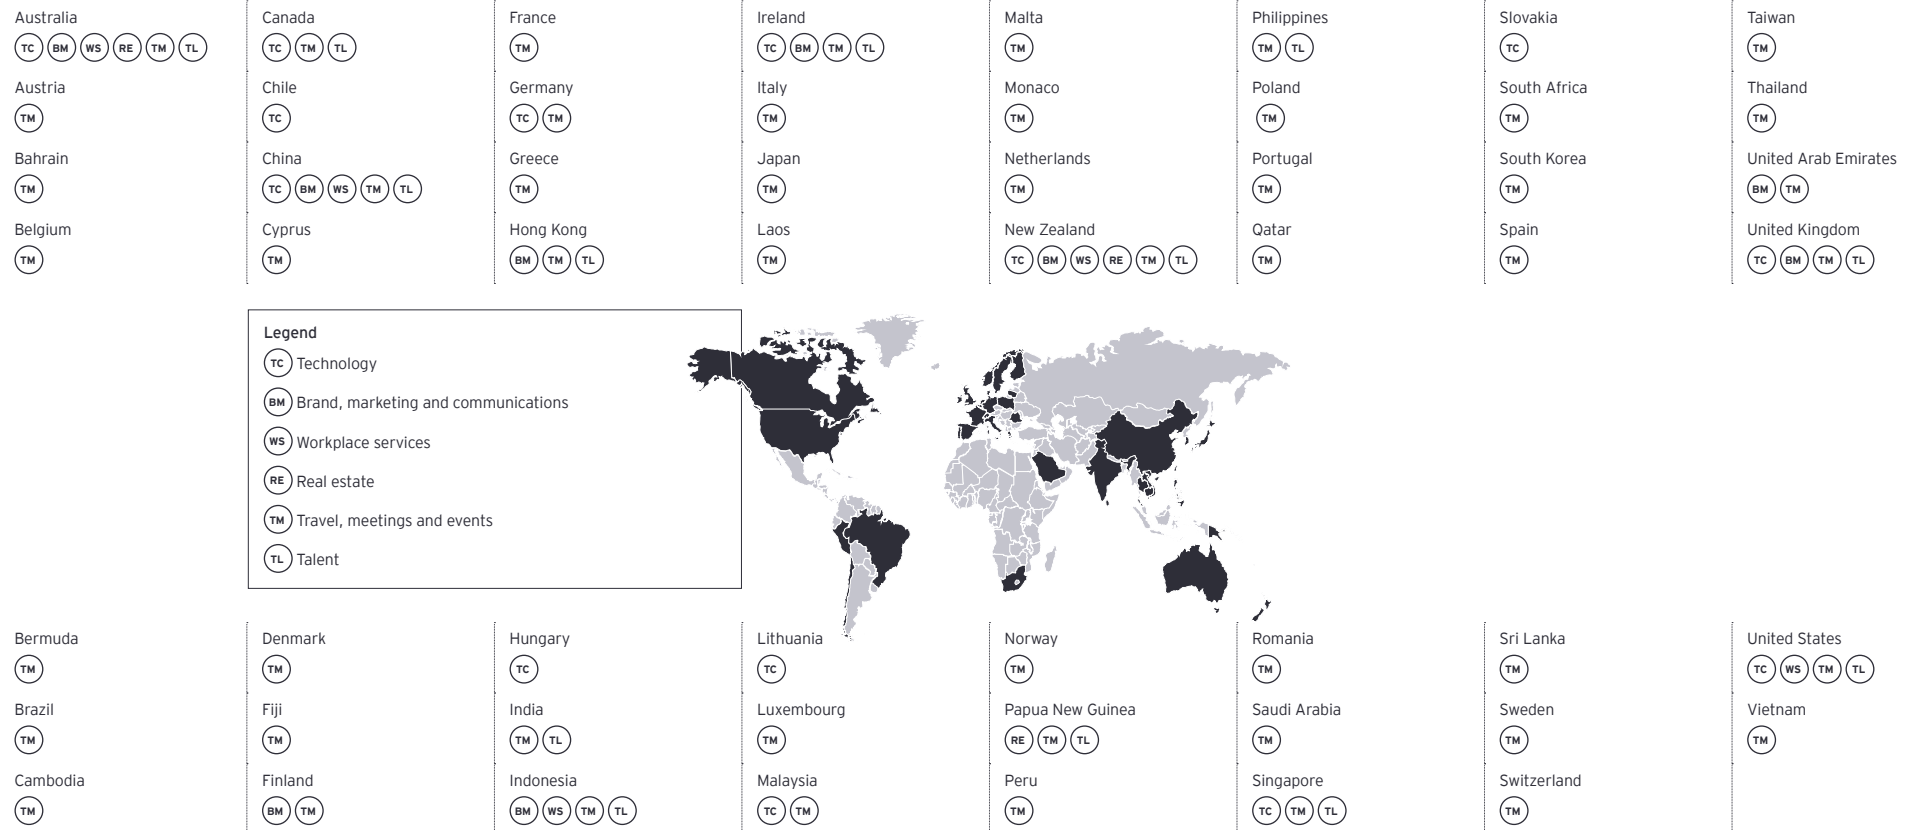 Australia
TC BM WS RE TM TL
Austria
TM
Bahrain
TM
Belgium
TM
Canada
TC TM TL
Chile
TC
China
TC BM WS TM TL
Cyprus
TM
France
TM
Germany
TC TM
Greece
TM
Hong Kong
BM TM TL
Ireland
TC BM TM TL
Italy
TM
Japan
TM
Laos
TM
Malta
TM
Monaco
TM
Netherlands
TM
New Zealand
TC BM WS RE TM TL
Philippines
TM TL
Poland
TM
Portugal
TM
Qatar
TM
Slovakia
TC
South Africa
TM
South Korea
TM
Spain
TM
Taiwan
TM
Thailand
TM
United Arab Emirates
BM TM
United Kingdom
TC BM TM TL
Legend
TC Technology
BM Brand, marketing and communications
WS Workplace services
RE Real estate
TM Travel, meetings and events
TL Talent
Bermuda
TM
Brazil
TM
Cambodia
TM
Denmark
TM
Fiji
TM
Finland
BM TM
Hungary
TC
India
TM TL
Indonesia
BM WS TM TL
Lithuania
TC
Luxembourg
TM
Malaysia
TC TM
Norway
TM
Papua New Guinea
RE TM TL
Peru
TM
Romania
TM
Saudi Arabia
TM
Singapore
TC TM TL
Sri Lanka
TM
Sweden
TM
Switzerland
TM
United States
TC WS TM TL
Vietnam
TM